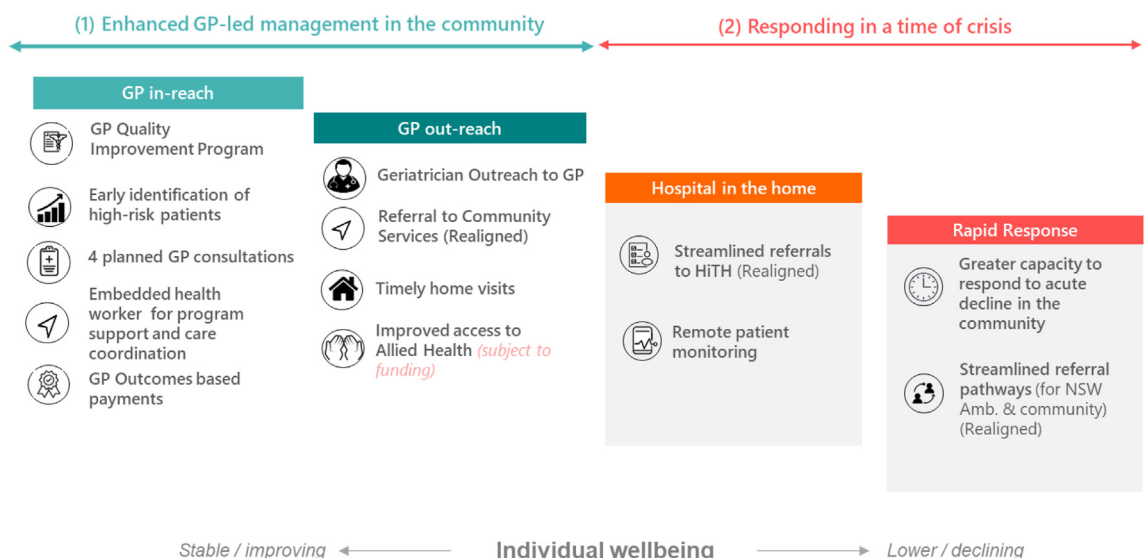 (1) Enhanced GP-led management in the community
(2) Responding in a time of crisis
GP in-reach
GP Quality
Improvement Program
Early identification of
high-risk patients
4 planned GP consultations
Embedded health
worker for program
support and care
coordination
GP Outcomes based
payments
GP out-reach
Geriatrician Outreach to GP
Referral to Community
Services (Realigned)
Timely home visits
Improved access to
Allied Health (subject to
funding)
Hospital in the home
Streamlined referrals
to HiTH (Realigned)
Remote patient
monitoring
Rapid Response
Greater capacity to
respond to acute
decline in the
community
Streamlined referral
pathways (for NSW
Amb. & community)
(Realigned)
Stable / improving
Individual wellbeing
Lower / declining